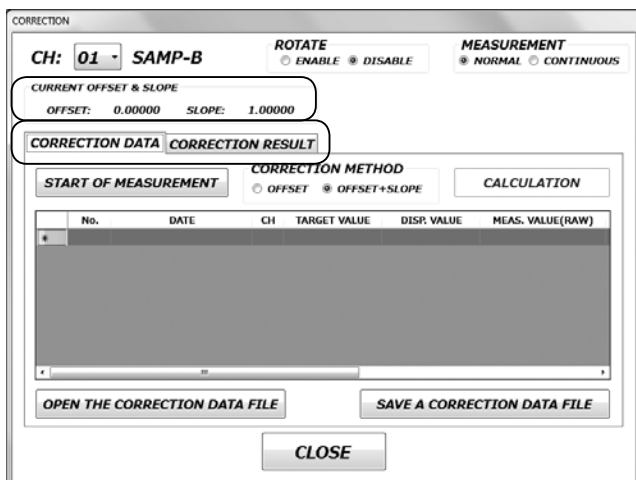 CORRECTION
CH: 01 SAMP-B
ROTATE
ENABLE DISABLE
MEASUREMENT
NORMAL CONTINUOUS
CURRENT OFFSET & SLOPE
OFFSET: 0.00000 SLOPE: 1.00000
CORRECTION DATA CORRECTION RESULT
START OF MEASUREMENT
CORRECTION METHOD
OFFSET OFFSET+SLOPE
CALCULATION
No. DATE CH TARGET VALUE DISP. VALUE MEAS. VALUE(RAW)
OPEN THE CORRECTION DATA FILE SAVE A CORRECTION DATA FILE
CLOSE